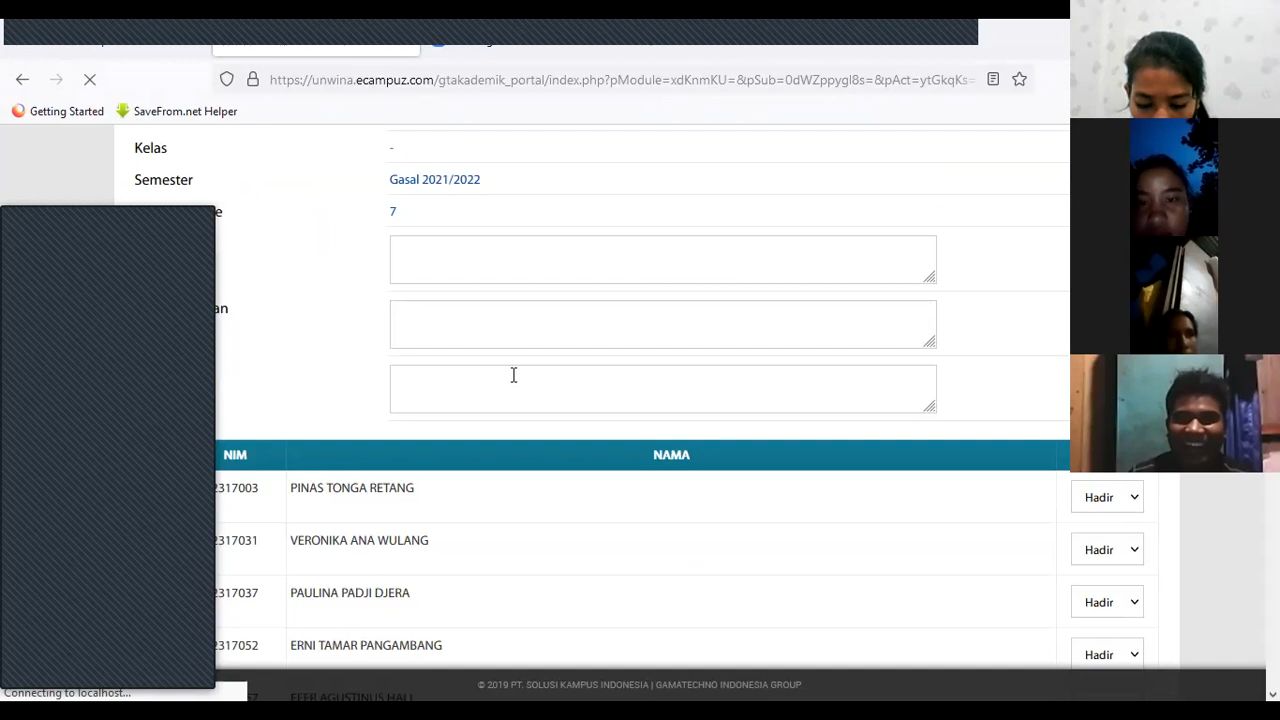 https://unwina.ecampuz.com/gtakademik_portal/index.php?pModule=xdKnmKU=&pSub=0dWZppygl8s=&pAct=ytGkqKs=
Getting Started
SaveFrom.net Helper
Kelas
-
Semester
Gasal 2021/2022
e
7
an
NIM
NAMA
2317003
PINAS TONGA RETANG
Hadir
2317031
VERONIKA ANA WULANG
Hadir
2317037
PAULINA PADJI DJERA
Hadir
2317052
ERNI TAMAR PANGAMBANG
Hadir
Connecting to localhost...
© 2019 PT. SOLUSI KAMPUS INDONESIA | GAMATECHNO INDONESIA GROUP